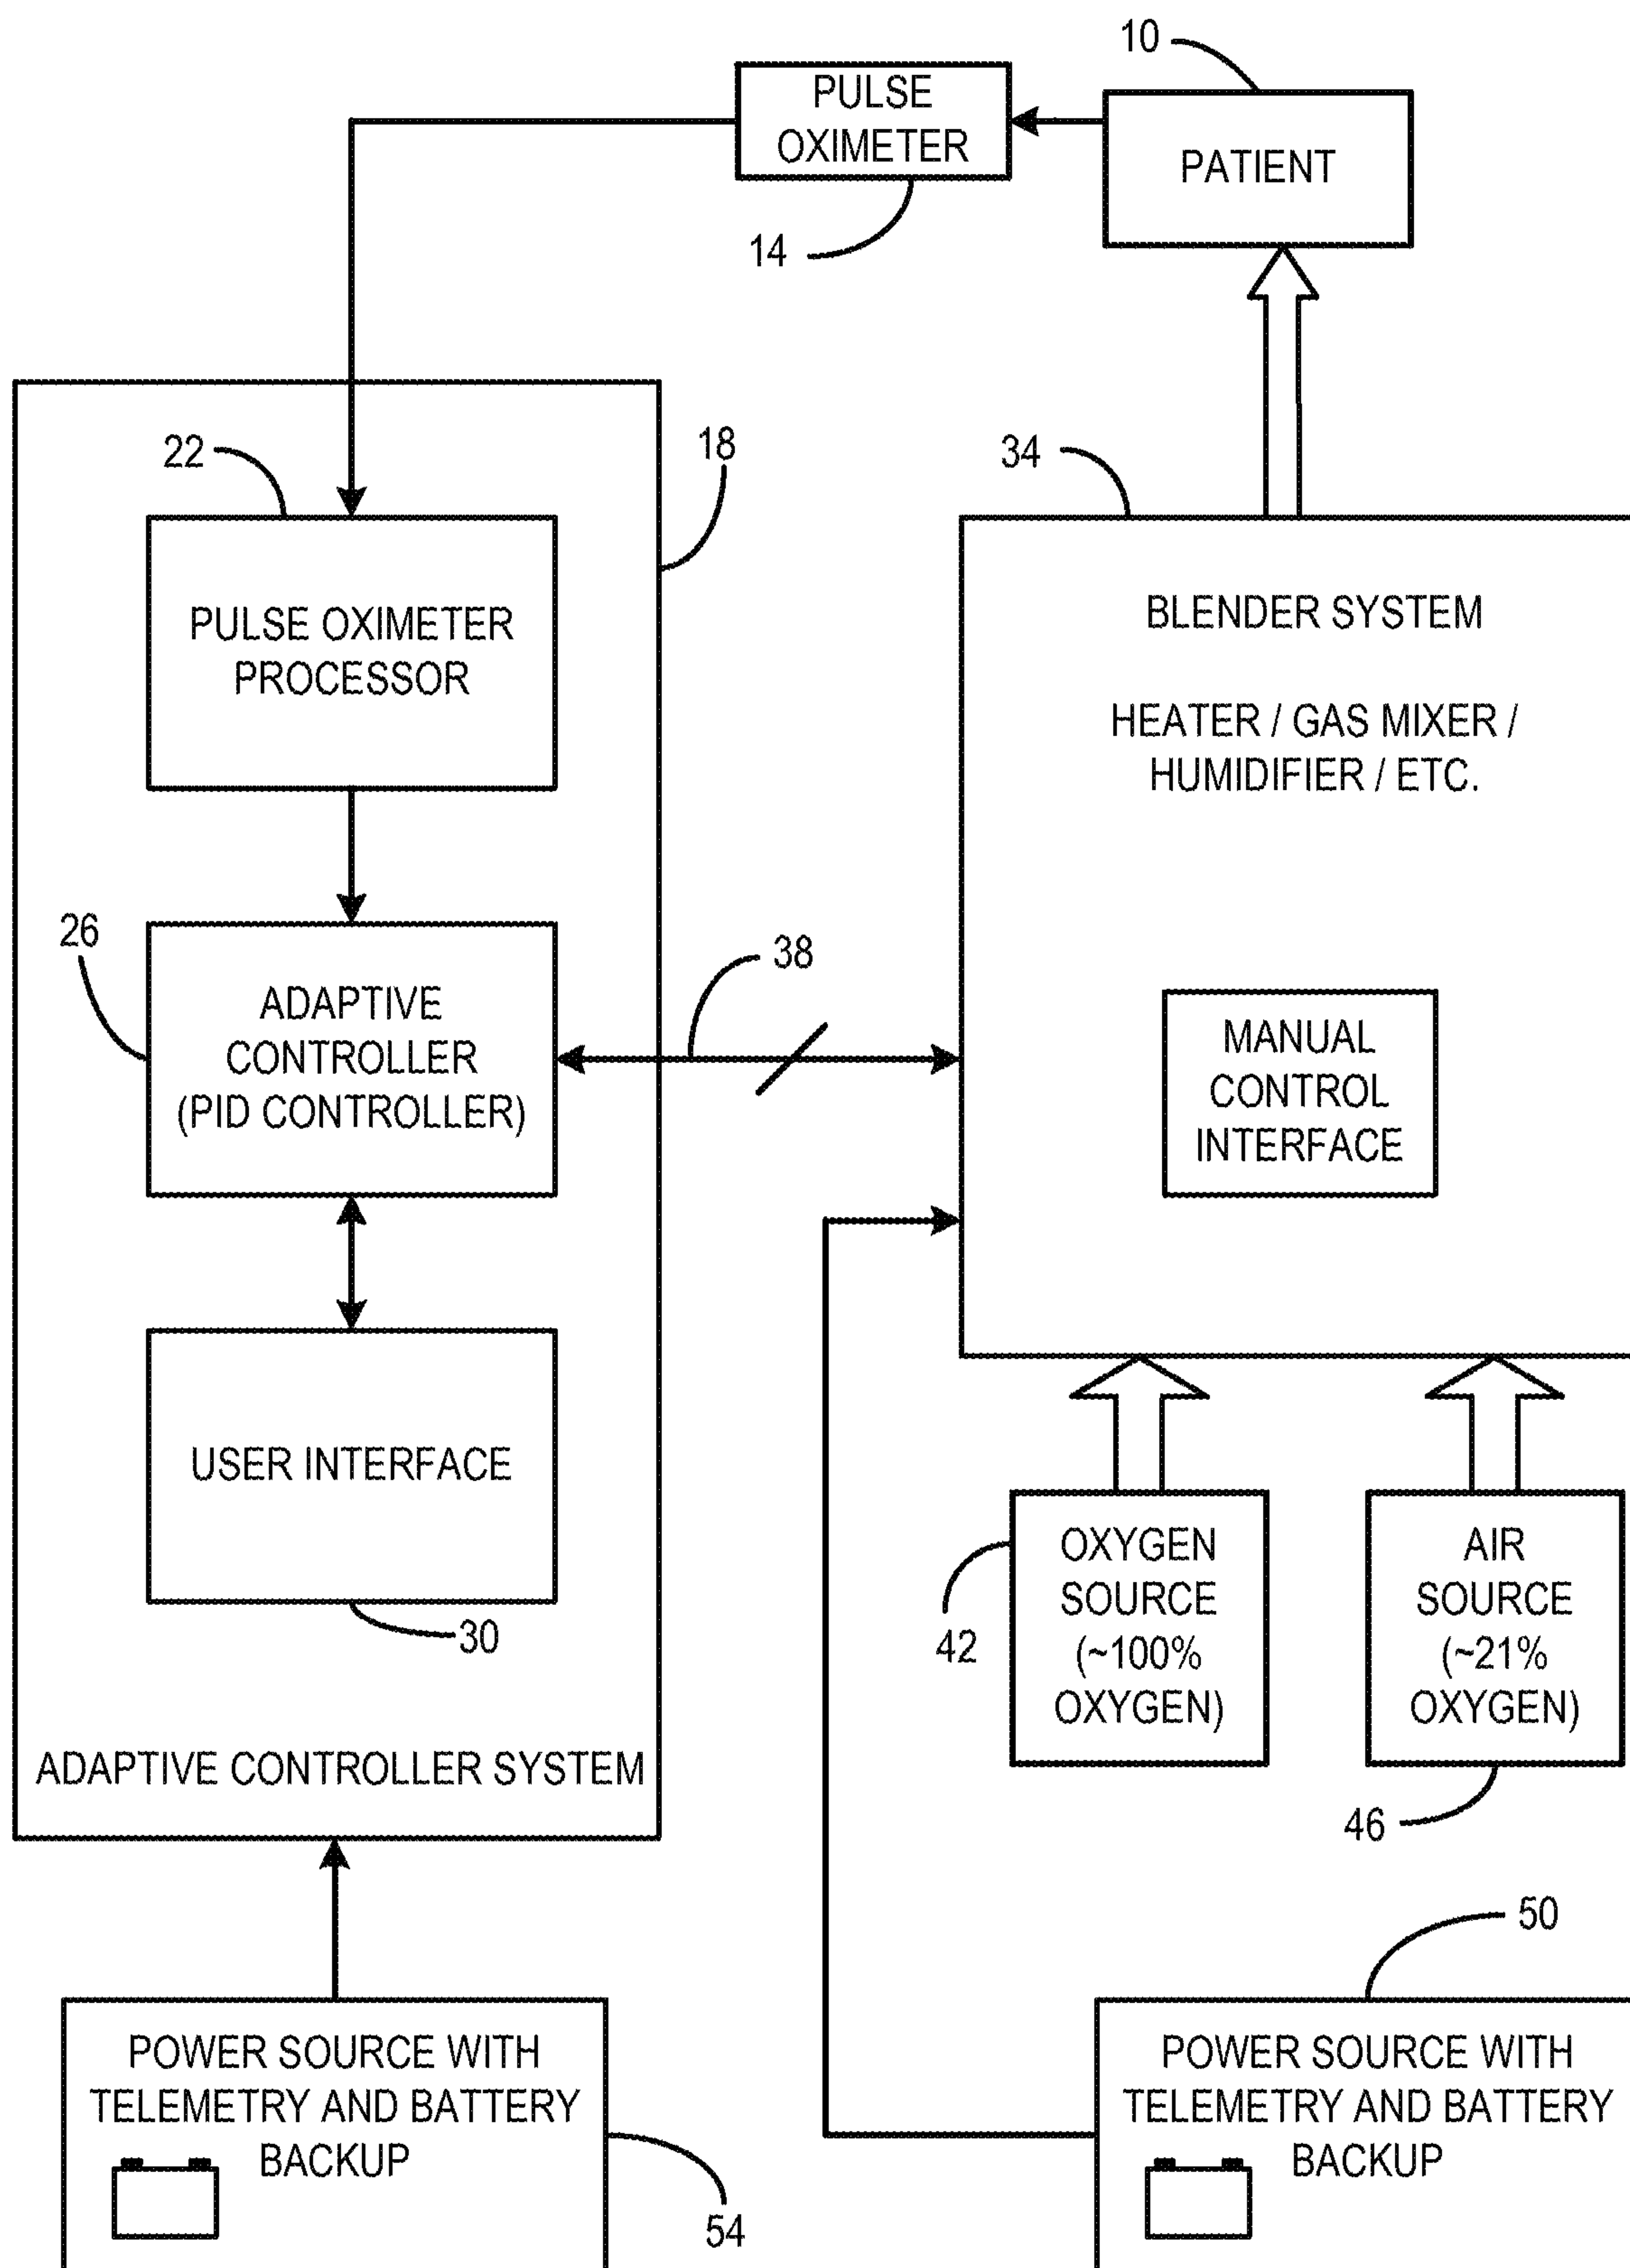 10
PULSE
OXIMETER
PATIENT
14
22
18
34
PULSE OXIMETER
PROCESSOR
BLENDER SYSTEM
HEATER / GAS MIXER /
HUMIDIFIER / ETC.
26
38
ADAPTIVE
CONTROLLER
(PID CONTROLLER)
MANUAL
CONTROL
INTERFACE
USER INTERFACE
30
42
OXYGEN
SOURCE
(~100%
OXYGEN)
AIR
SOURCE
(~21%
OXYGEN)
46
ADAPTIVE CONTROLLER SYSTEM
50
POWER SOURCE WITH
TELEMETRY AND BATTERY
BACKUP
54
POWER SOURCE WITH
TELEMETRY AND BATTERY
BACKUP